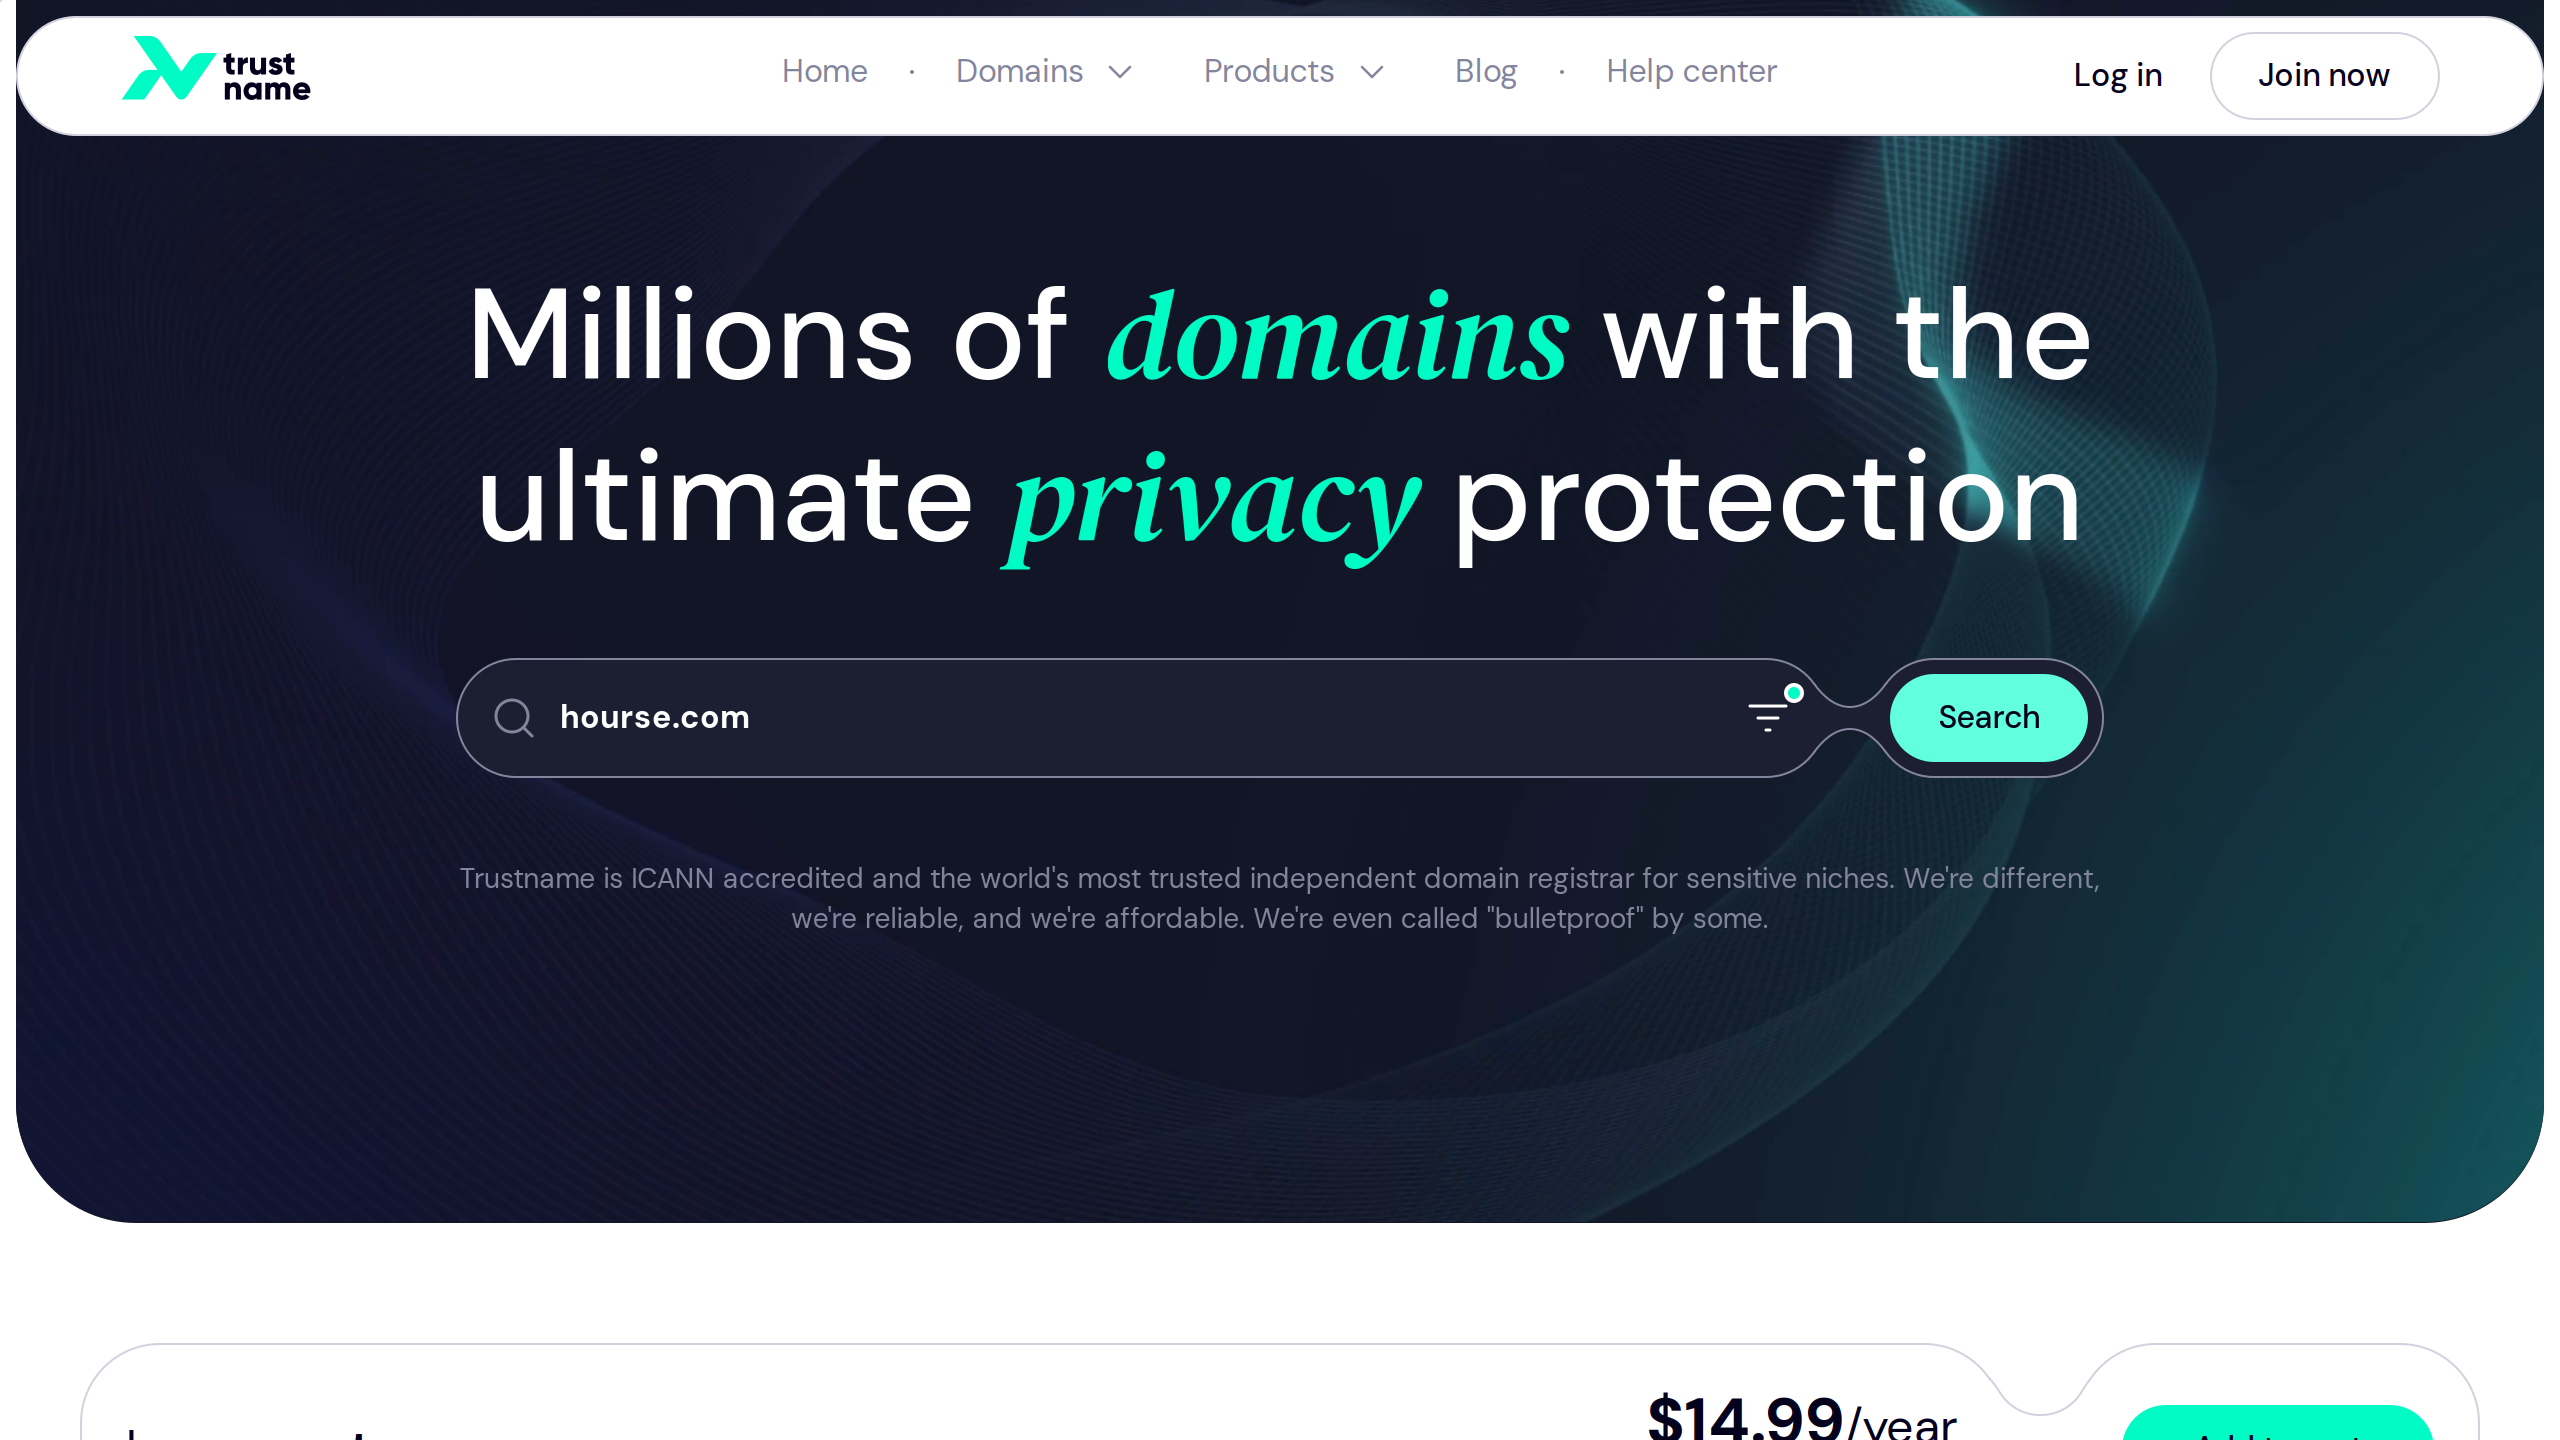 trust
name
Home · Domains Products Blog · Help center
Log in
Join now
Millions of domains with the
ultimate privacy protection
hourse.com
Search
Trustname is ICANN accredited and the world's most trusted independent domain registrar for sensitive niches. We're different,
we're reliable, and we're affordable. We're even called "bulletproof" by some.
$14.99/year